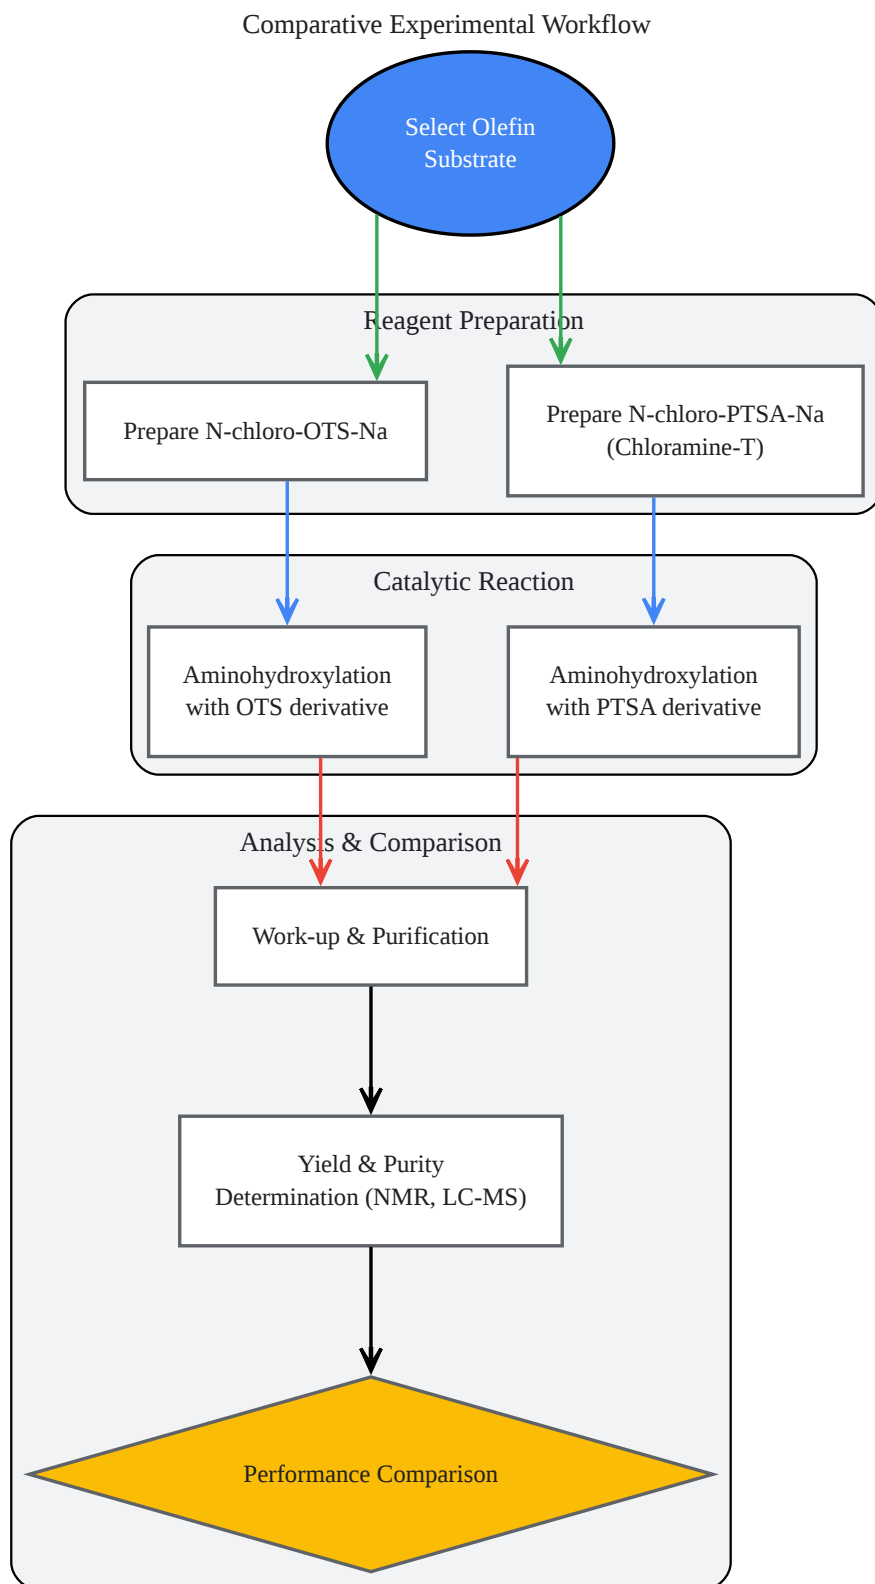 Comparative Experimental Workflow
Select Olefin
Substrate
Reagent Preparation
Prepare N-chloro-OTS-Na
Prepare N-chloro-PTSA-Na
(Chloramine-T)
Catalytic Reaction
Aminohydroxylation
with OTS derivative
Aminohydroxylation
with PTSA derivative
Analysis & Comparison
Work-up & Purification
Yield & Purity
Determination (NMR, LC-MS)
Performance Comparison